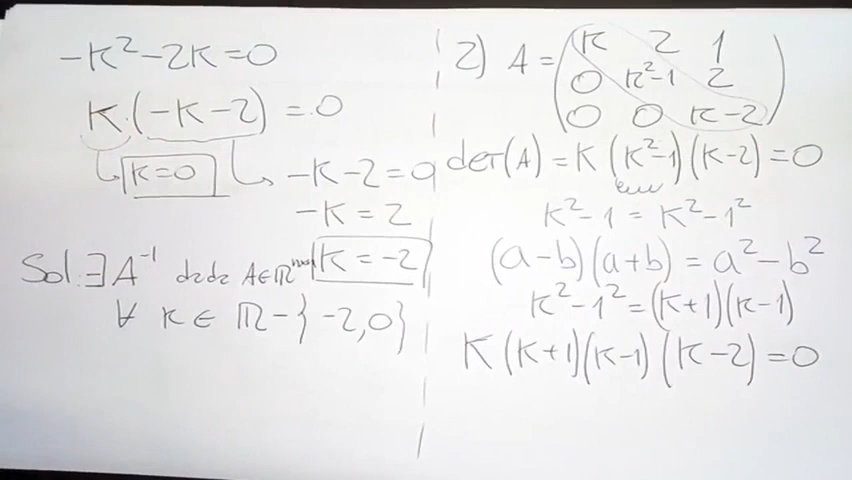 -K²-2K=0
K·(-K-2)=0
K=0
-K-2=0
-K=2
K=-2
Sol: ∃A⁻¹ dada A∈ℝⁿˣⁿ
∀ K∈ℝ-{-2,0}
2) A=(K 2 1
0 K²-1 2
0 0 K-2)
det(A)=K(K²-1)(K-2)=0
K²-1=K²-1²
(a-b)(a+b)=a²-b²
K²-1²=(K+1)(K-1)
K(K+1)(K-1)(K-2)=0